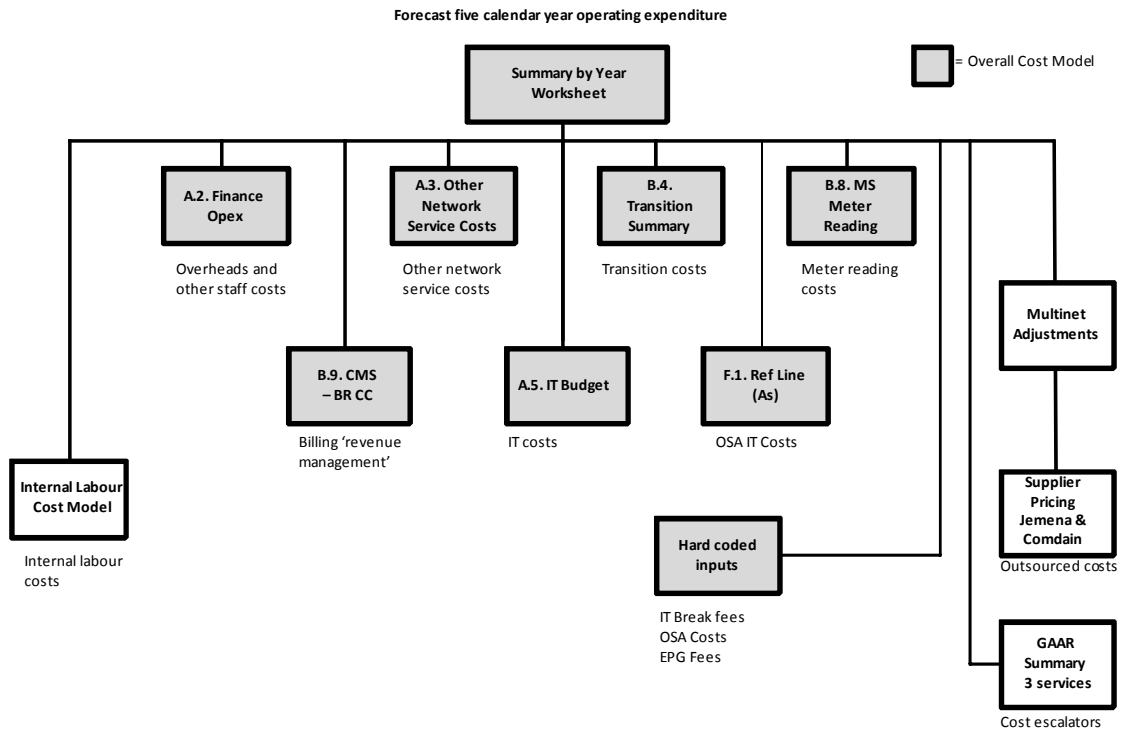 Forecast five calendar year operating expenditure
Summary by Year
Worksheet
= Overall Cost Model
A.2. Finance
Opex
Overheads and
other staff costs
A.3. Other
Network
Service Costs
Other network
service costs
B.4.
Transition
Summary
Transition costs
B.8. MS
Meter
Reading
Meter reading
costs
Multinet
Adjustments
B.9. CMS
– BR CC
Billing ‘revenue
management’
A.5. IT Budget
IT costs
F.1. Ref Line
(As)
OSA IT Costs
Internal Labour
Cost Model
Internal labour
costs
Supplier
Pricing
Jemena &
Comdain
Outsourced costs
Hard coded
inputs
IT Break fees
OSA Costs
EPG Fees
GAAR
Summary
3 services
Cost escalators